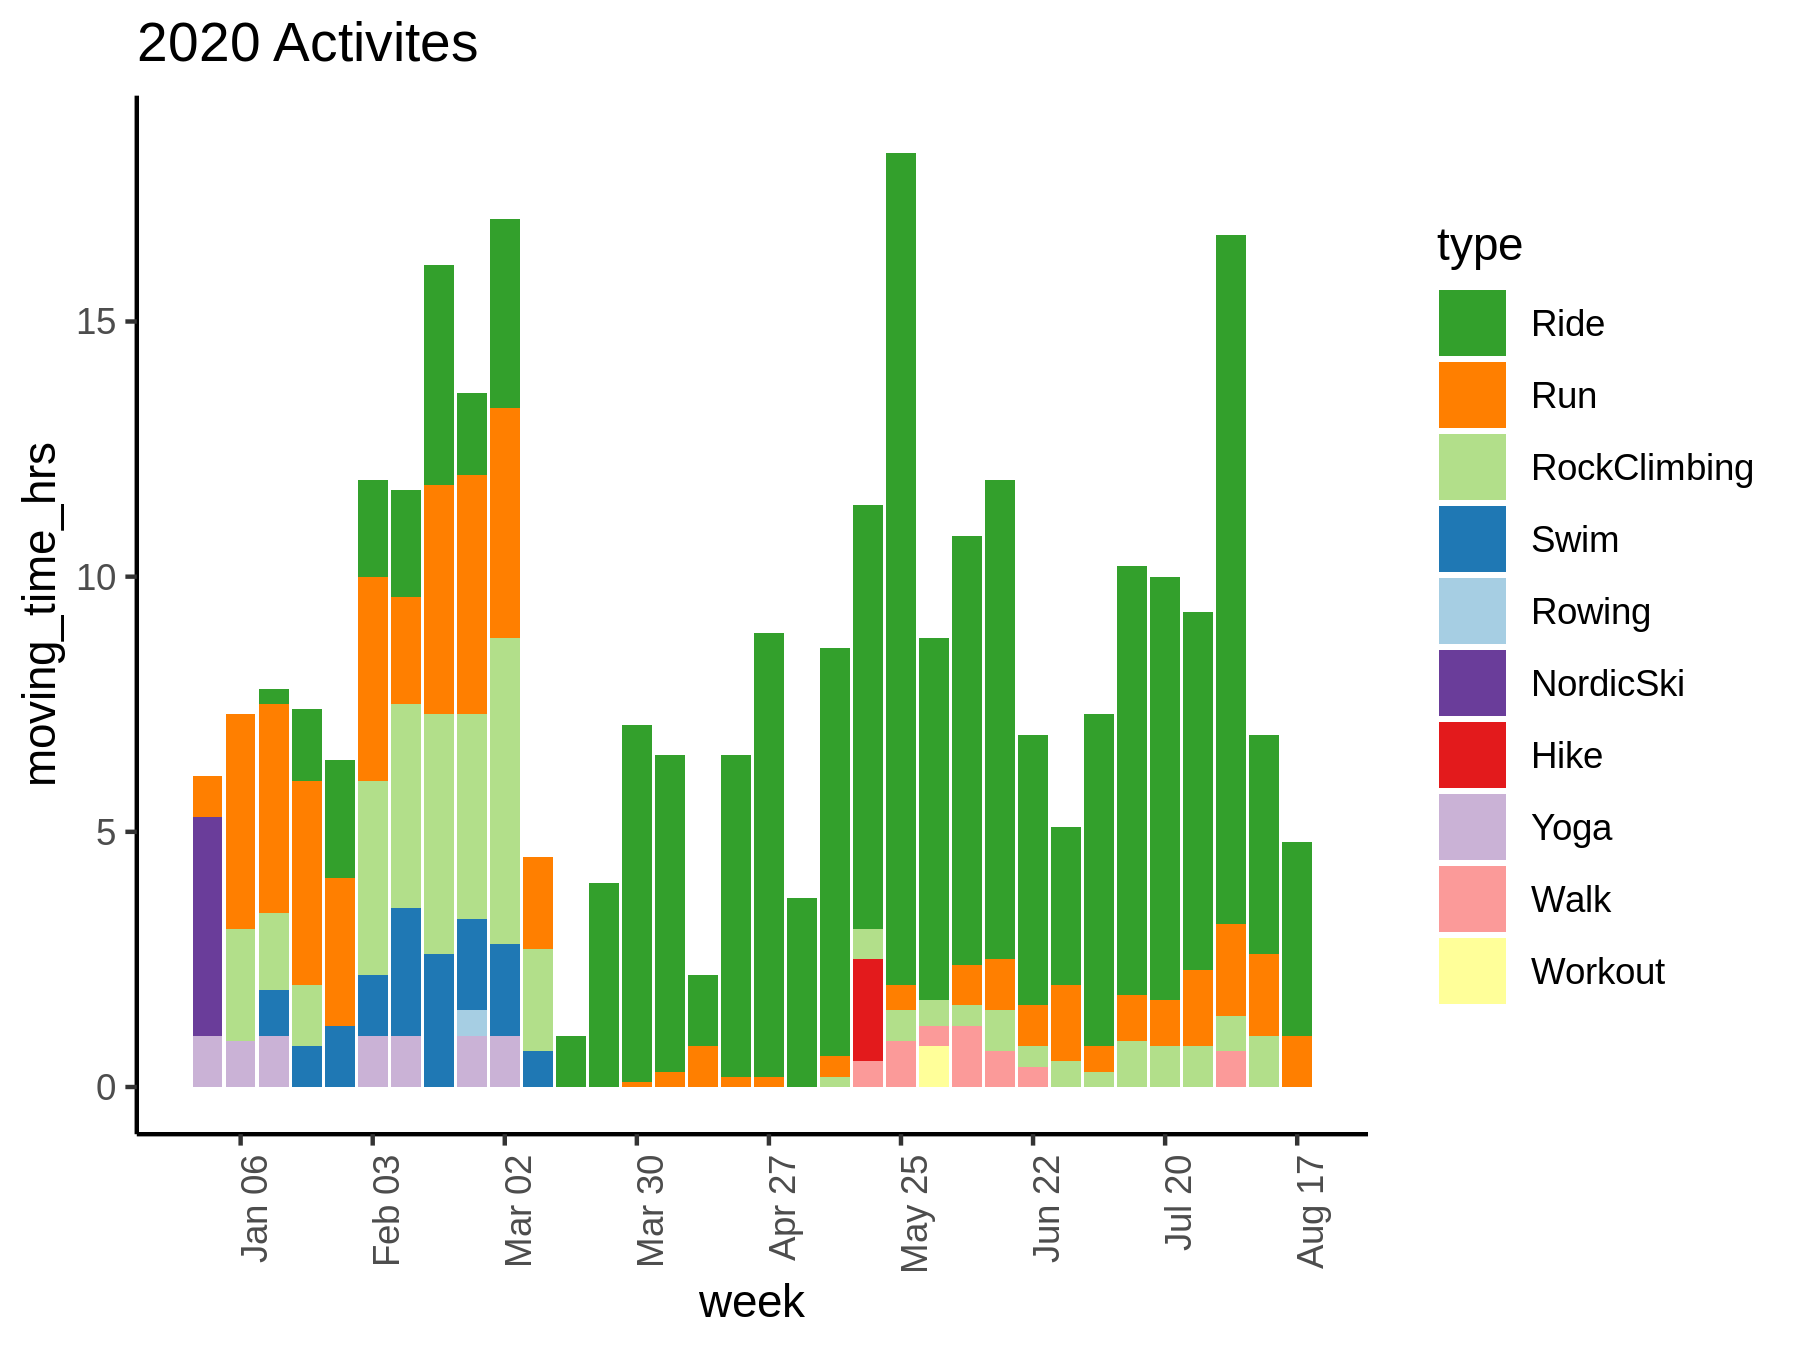 2020 Activites
moving_time_hrs
15
10
5
0
Jan 06
Feb 03
Mar 02
Mar 30
Apr 27
May 25
Jun 22
Jul 20
Aug 17
week
type
Ride
Run
RockClimbing
Swim
Rowing
NordicSki
Hike
Yoga
Walk
Workout